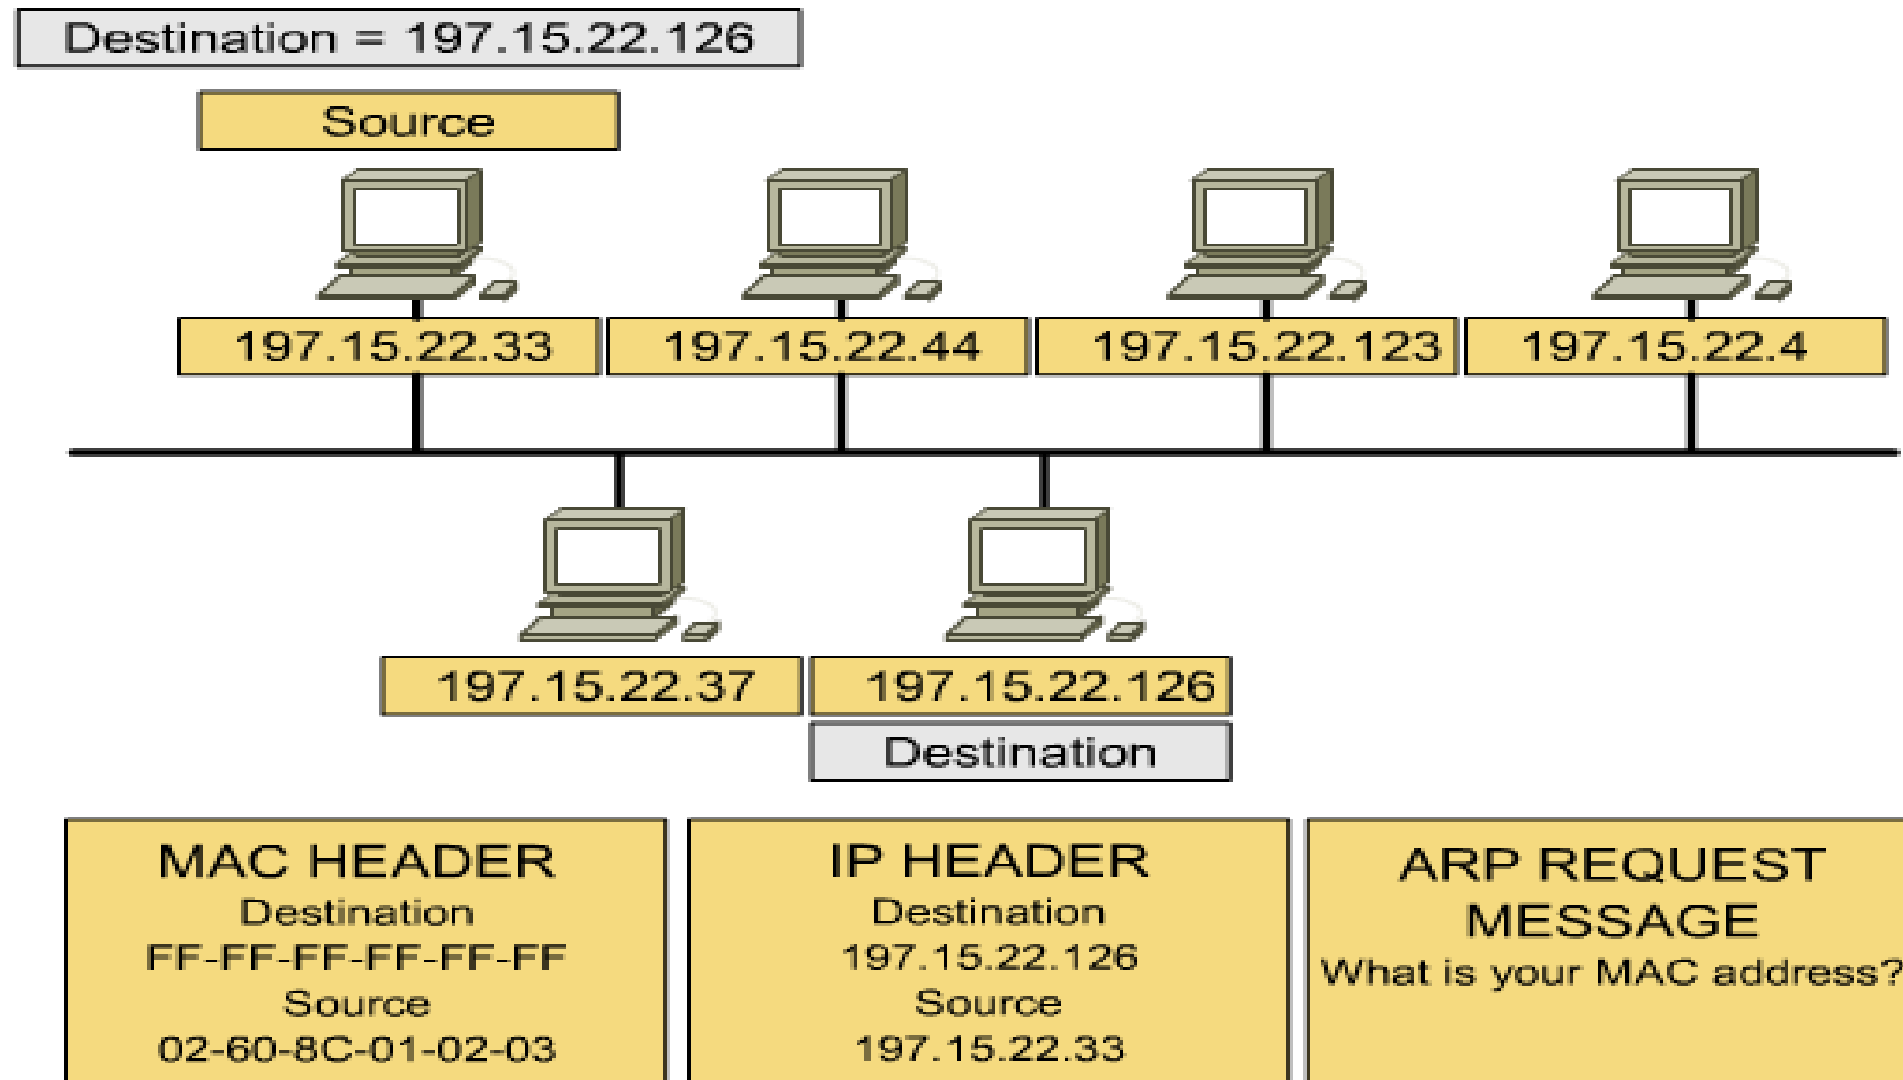 Destination = 197.15.22.126
Source
197.15.22.33
197.15.22.44
197.15.22.123
197.15.22.4
197.15.22.37
197.15.22.126
Destination
MAC HEADER
Destination
FF-FF-FF-FF-FF-FF
Source
02-60-8C-01-02-03
IP HEADER
Destination
197.15.22.126
Source
197.15.22.33
ARP REQUEST
MESSAGE
What is your MAC address?